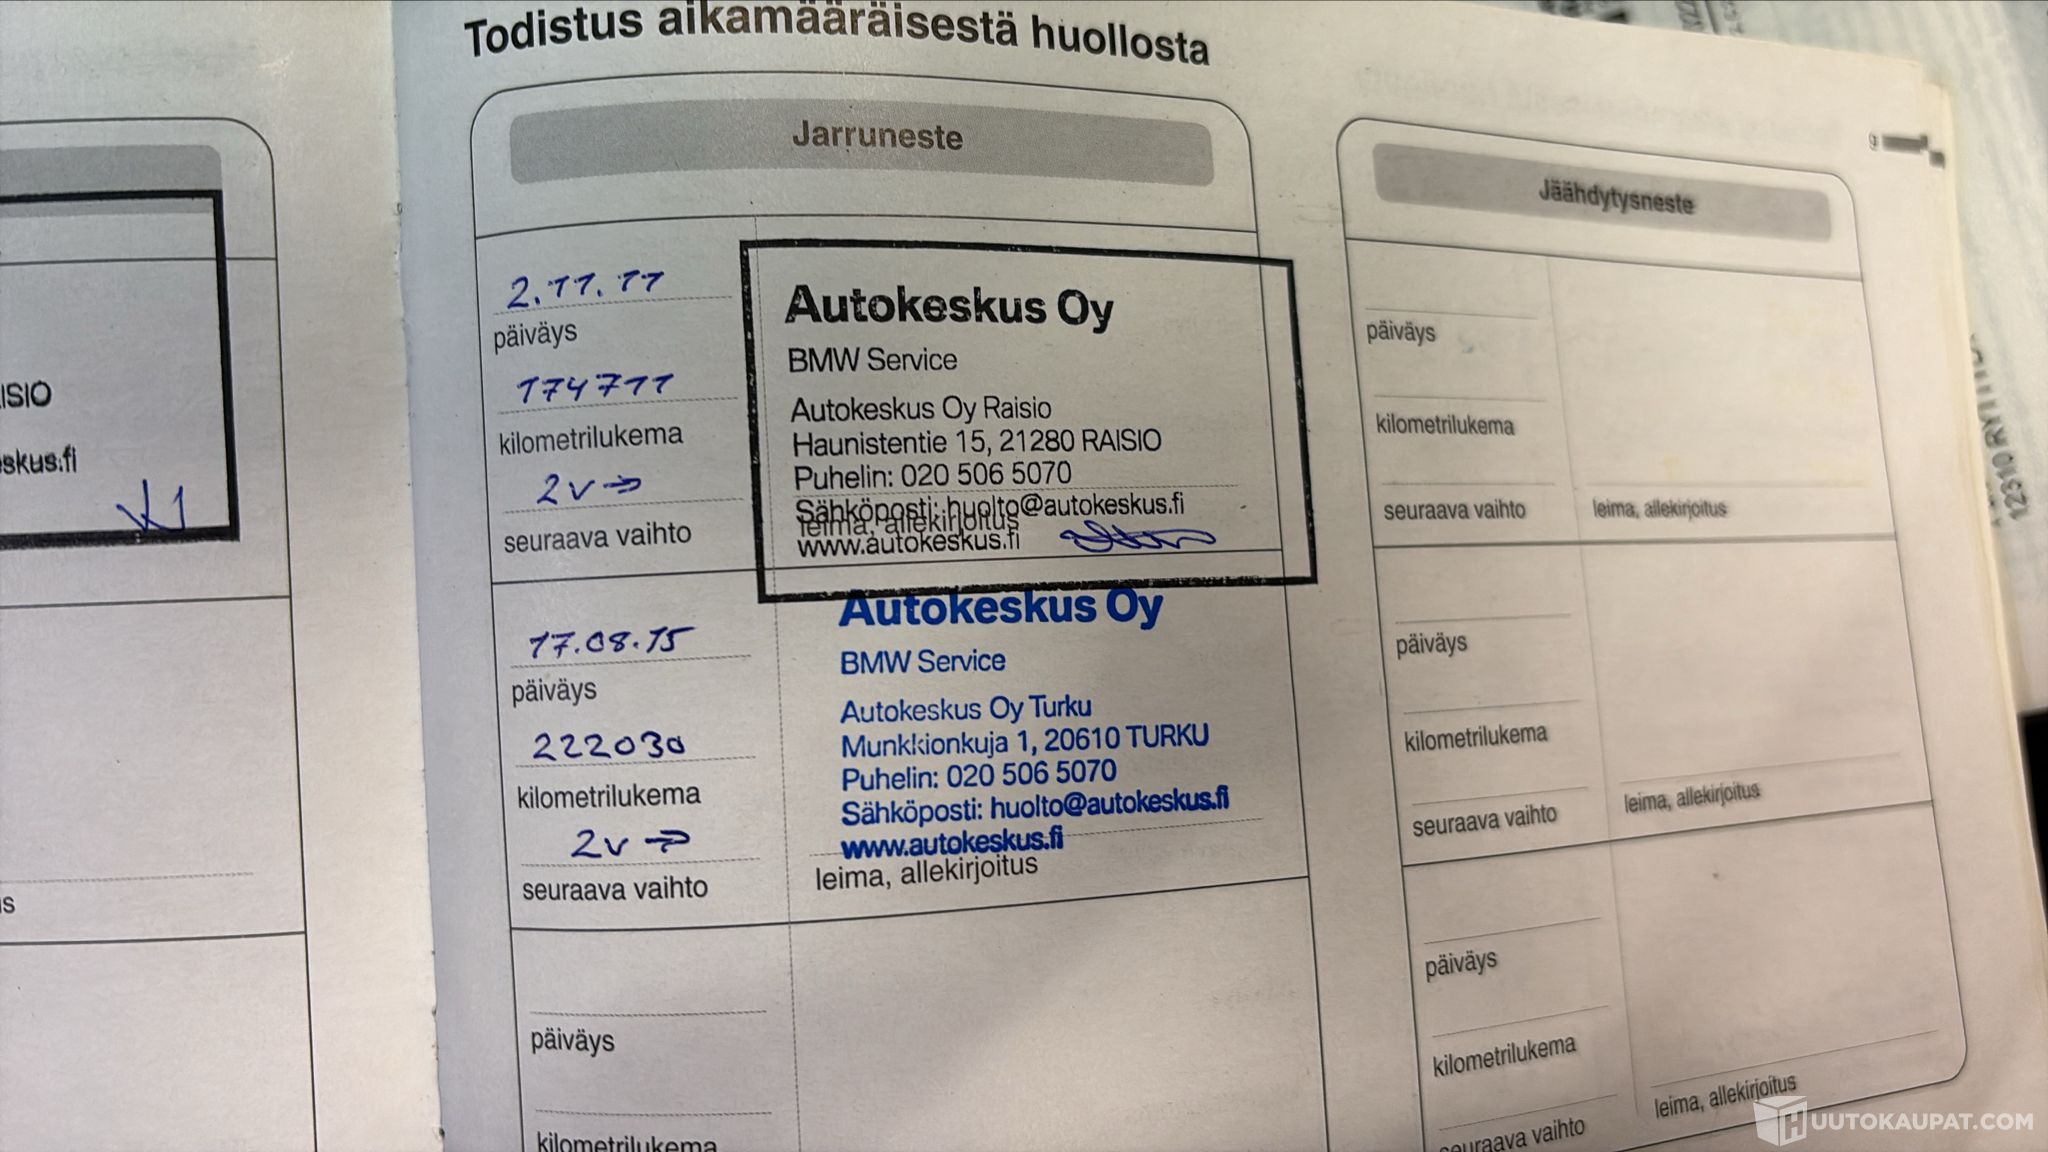 Todistus aikamääräisestä huollosta
ISIO
skus.fi
us
Jarruneste
2.11.11
päiväys
174711
kilometrilukema
2v →
seuraava vaihto
Autokeskus Oy
BMW Service
Autokeskus Oy Raisio
Haunistentie 15, 21280 RAISIO
Puhelin: 020 506 5070
Sähköposti: huolto@autokeskus.fi
leima, allekirjoitus
www.autokeskus.fi
17.08.15
päiväys
222030
kilometrilukema
2v →
seuraava vaihto
Autokeskus Oy
BMW Service
Autokeskus Oy Turku
Munkkionkuja 1, 20610 TURKU
Puhelin: 020 506 5070
Sähköposti: huolto@autokeskus.fi
www.autokeskus.fi
leima, allekirjoitus
päiväys
kilometrilukema
Jäähdytysneste
päiväys
kilometrilukema
seuraava vaihto
leima, allekirjoitus
päiväys
kilometrilukema
seuraava vaihto
leima, allekirjoitus
päiväys
kilometrilukema
seuraava vaihto
leima, allekirjoitus
HUUTOKAUPAT.COM